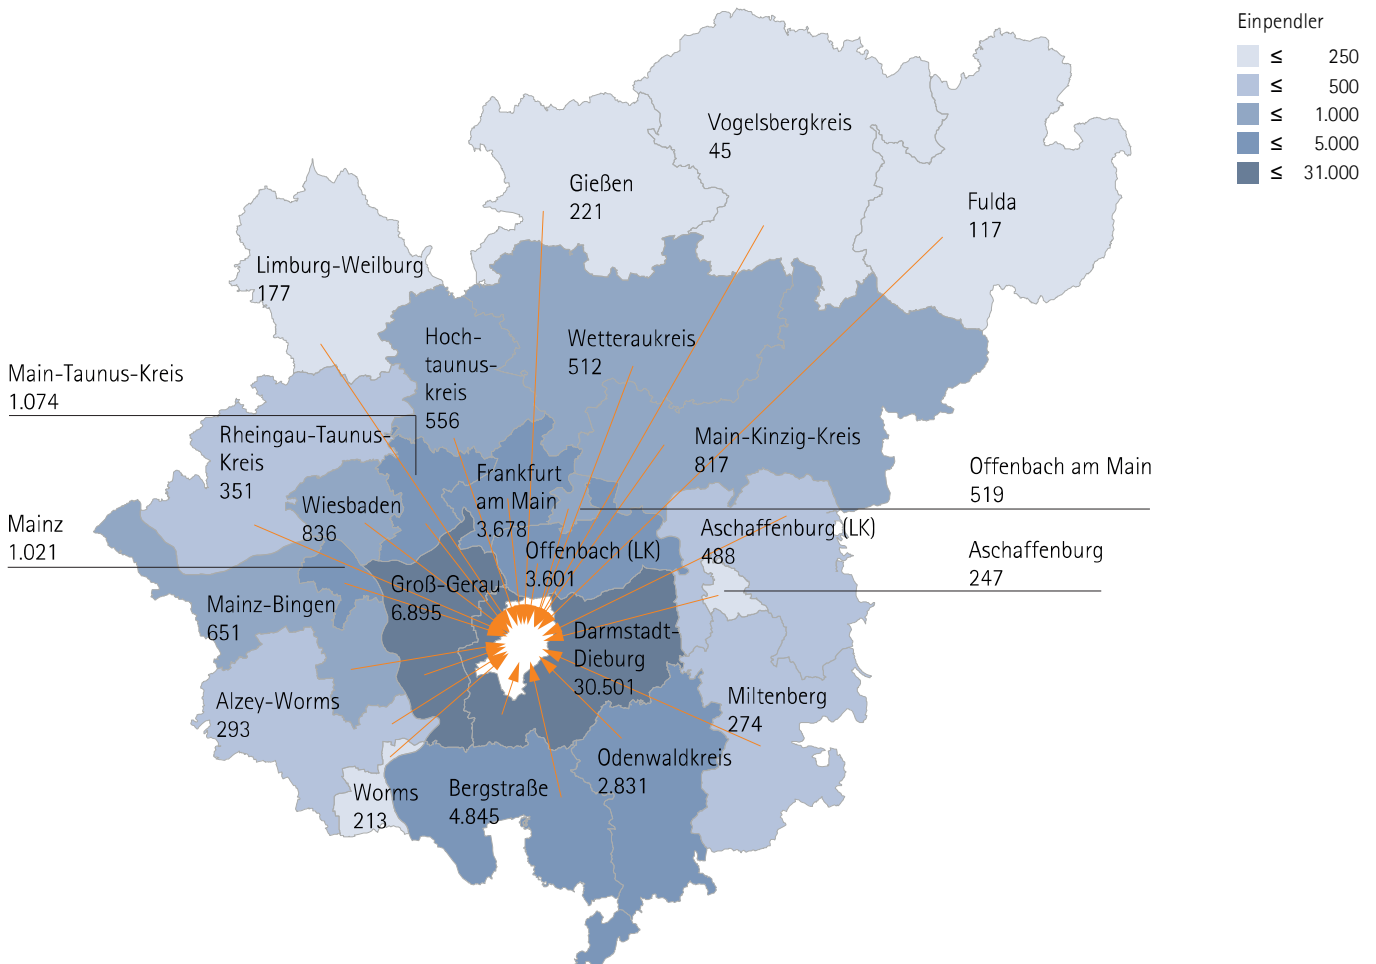 Einpendler
≤ 250
≤ 500
≤ 1.000
≤ 5.000
≤ 31.000
Vogelsbergkreis
45
Gießen
221
Fulda
117
Limburg-Weilburg
177
Hoch-
taunus-
kreis
556
Wetteraukreis
512
Main-Taunus-Kreis
1.074
Rheingau-Taunus-
Kreis
351
Main-Kinzig-Kreis
817
Frankfurt
am Main
3.678
Offenbach am Main
519
Wiesbaden
836
Mainz
1.021
Aschaffenburg (LK)
488
Offenbach (LK)
3.601
Aschaffenburg
247
Groß-Gerau
6.895
Mainz-Bingen
651
Darmstadt-
Dieburg
30.501
Alzey-Worms
293
Miltenberg
274
Odenwaldkreis
2.831
Bergstraße
4.845
Worms
213